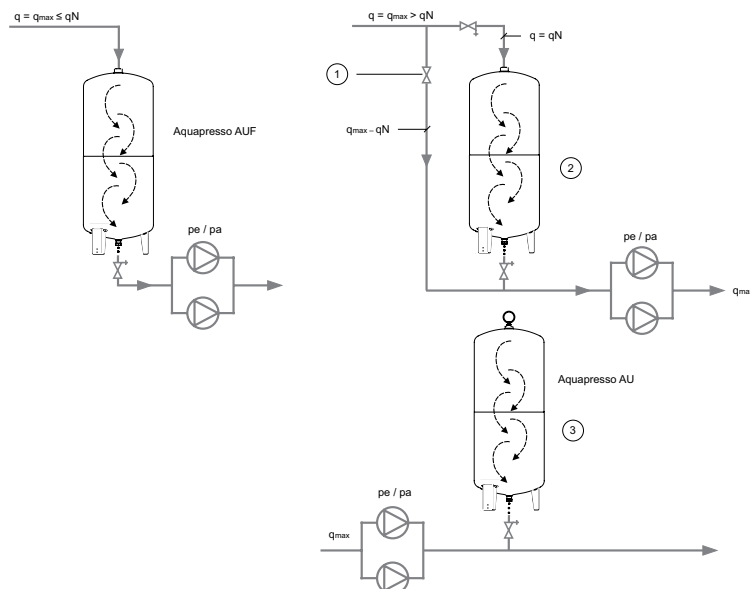 q = qmax ≤ qN
q = qmax > qN
q = qN
1
Aquapresso AUF
qmax – qN
2
pe / pa
pe / pa
qma
Aquapresso AU
3
pe / pa
qmax